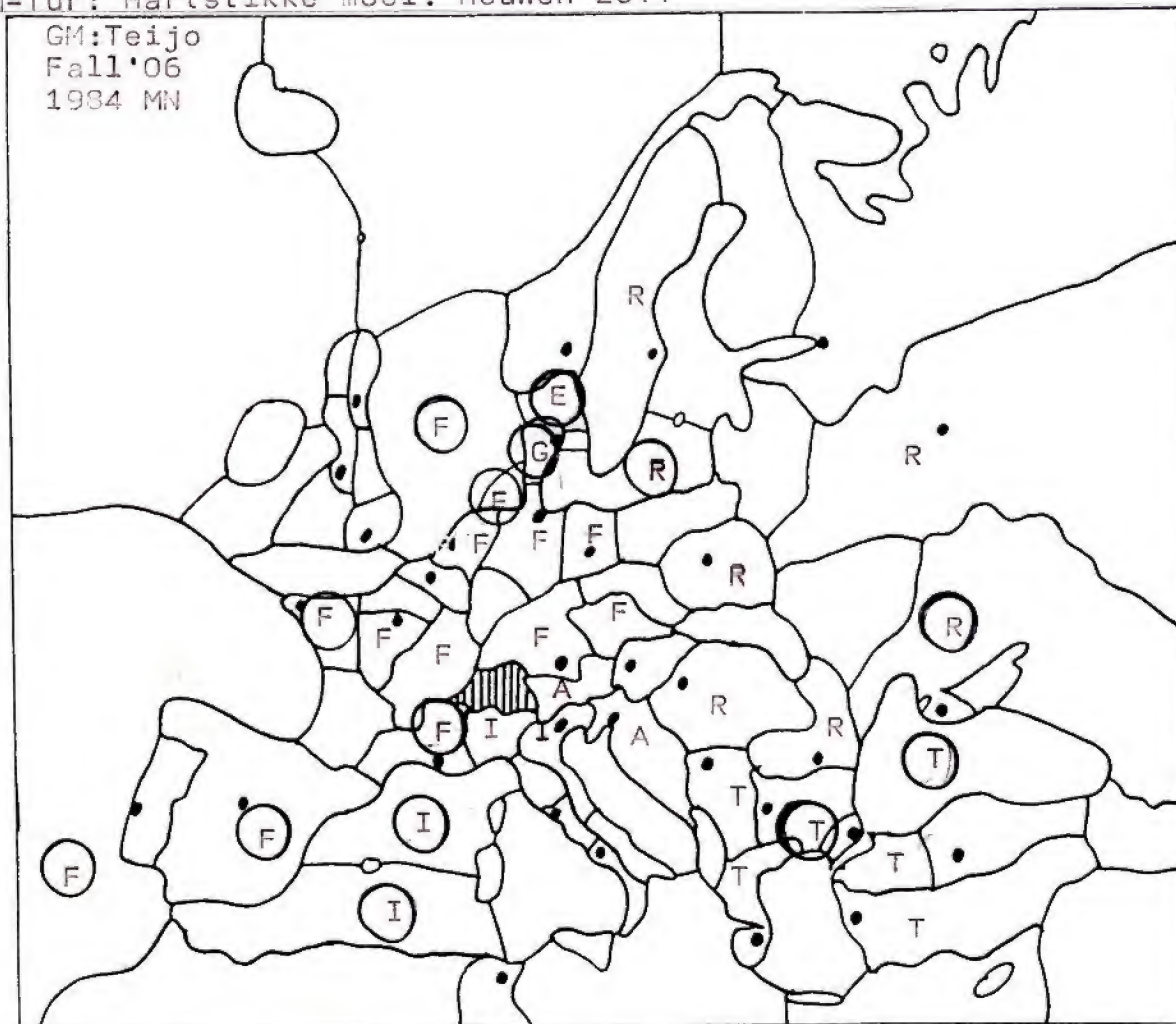 GM:Teijo
Fall'06
1984 MN
R
E
F
G
R R
F
F F F
R
F F F R
F F
A
F I I A R R
T
T
F I T
F T T
I T